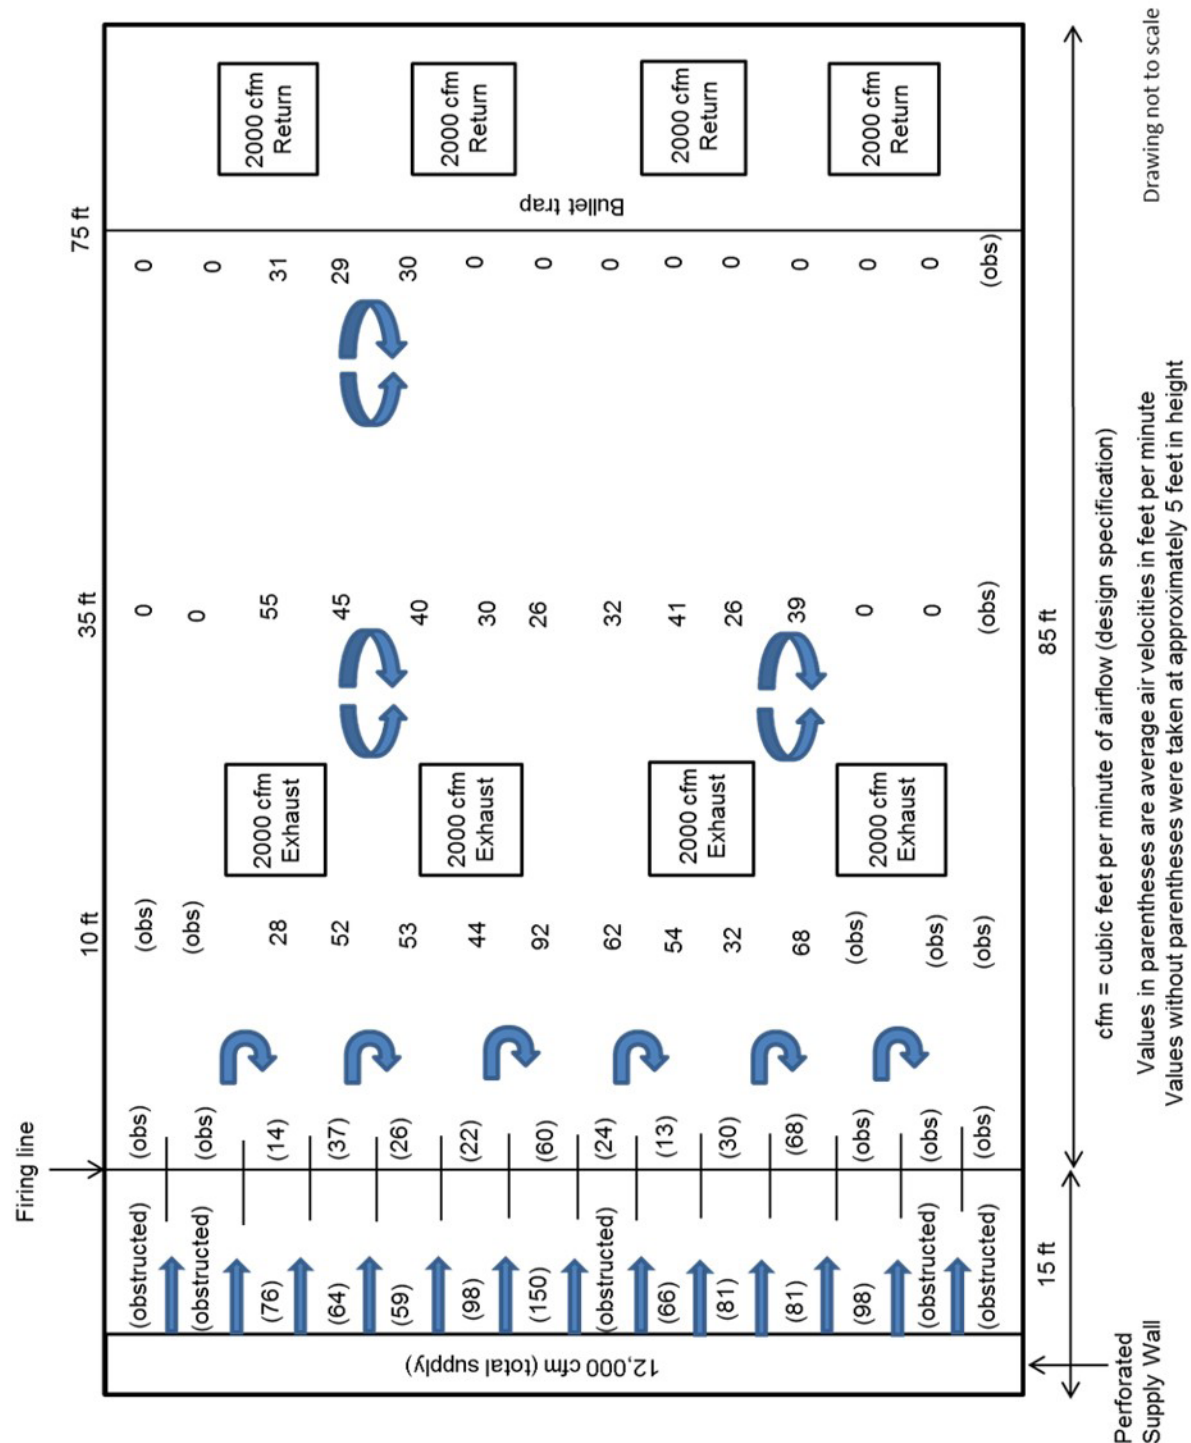 Firing line
10 ft
35 ft
75 ft
(obstructed) (obs) (obs) 0 0
(obstructed) (obs) (obs) 0 0
2000 cfm
Exhaust
2000 cfm
Return
(76) (14) 28 55 31
(64) (37) 52 45 29
(59) (26) 53 40 30
2000 cfm
Exhaust
2000 cfm
Return
(98) (22) 44 30 0
(150) (60) 92 26 0
12,000 cfm (total supply)
Bullet trap
(obstructed) (24) 62 32 0
2000 cfm
Exhaust
2000 cfm
Return
(66) (13) 54 41 0
(81) (30) 32 26 0
(81) (68) 68 39 0
2000 cfm
Exhaust
2000 cfm
Return
(98) (obs) (obs) 0 0
(obstructed) (obs) (obs) 0 0
(obstructed) (obs) (obs) (obs) (obs)
15 ft
85 ft
Perforated
Supply Wall
cfm = cubic feet per minute of airflow (design specification)
Values in parentheses are average air velocities in feet per minute
Values without parentheses were taken at approximately 5 feet in height
Drawing not to scale